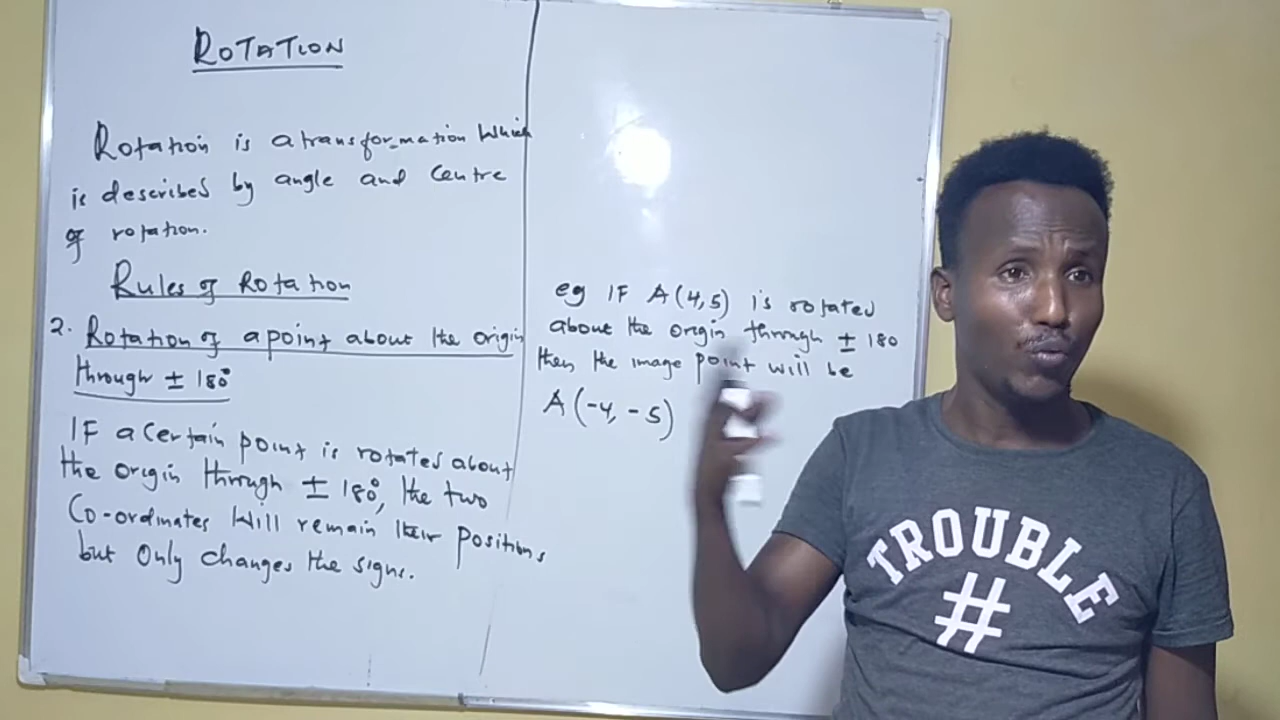 ROTATION
Rotation is a transformation which
is described by angle and centre
of rotation.
Rules of Rotation
2. Rotation of a point about the origin
through ± 180°
IF a certain point is rotated about
the origin through ± 180°, the two
Co-ordinates will remain their positions
but only changes the signs.
eg IF A(4,5) is rotated
about the origin through ± 180
then the image point will be
A(-4, -5)
TROUBLE
#